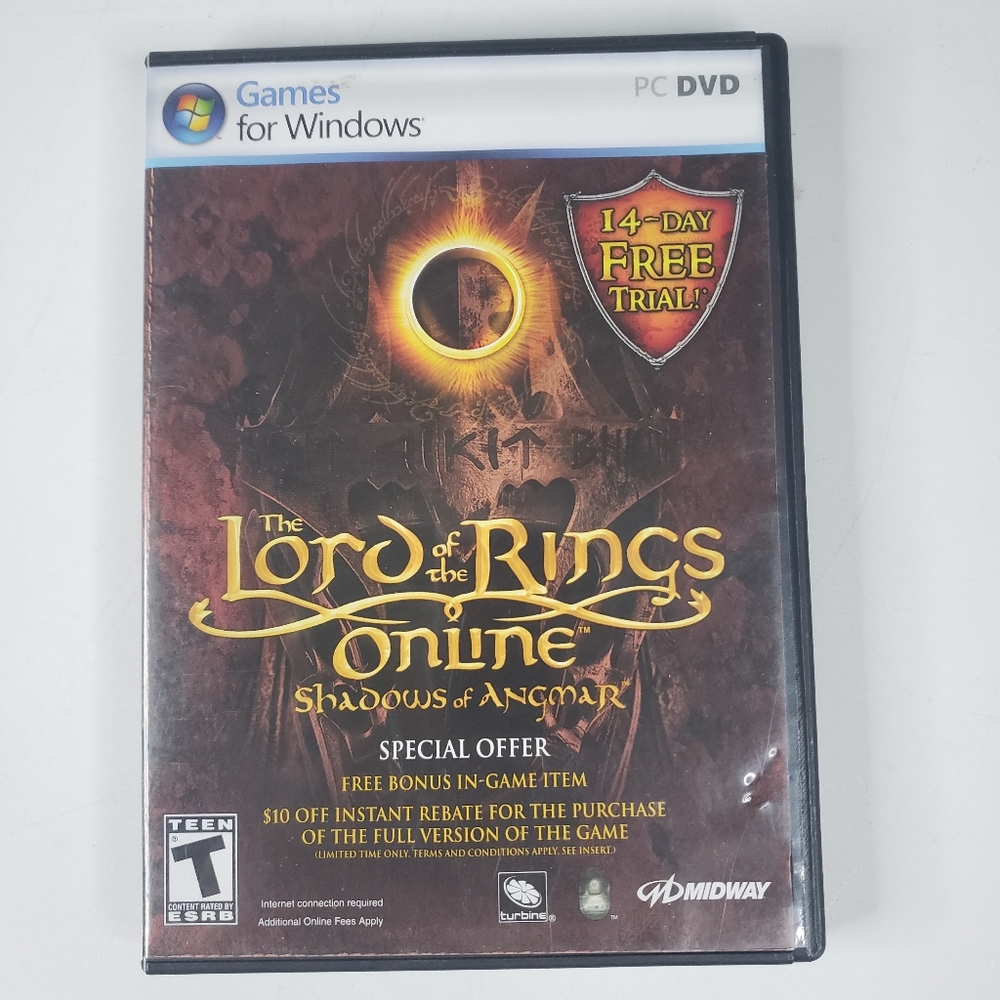 Games
for Windows
PC DVD
14-DAY
FREE
TRIAL!*
The
Lord of the Rings
Online™
Shadows of Angmar™
SPECIAL OFFER
FREE BONUS IN-GAME ITEM
$10 OFF INSTANT REBATE FOR THE PURCHASE
OF THE FULL VERSION OF THE GAME
(LIMITED TIME ONLY. TERMS AND CONDITIONS APPLY. SEE INSERT.)
TEEN
T
CONTENT RATED BY
ESRB
Internet connection required
Additional Online Fees Apply
turbine®
™
MIDWAY